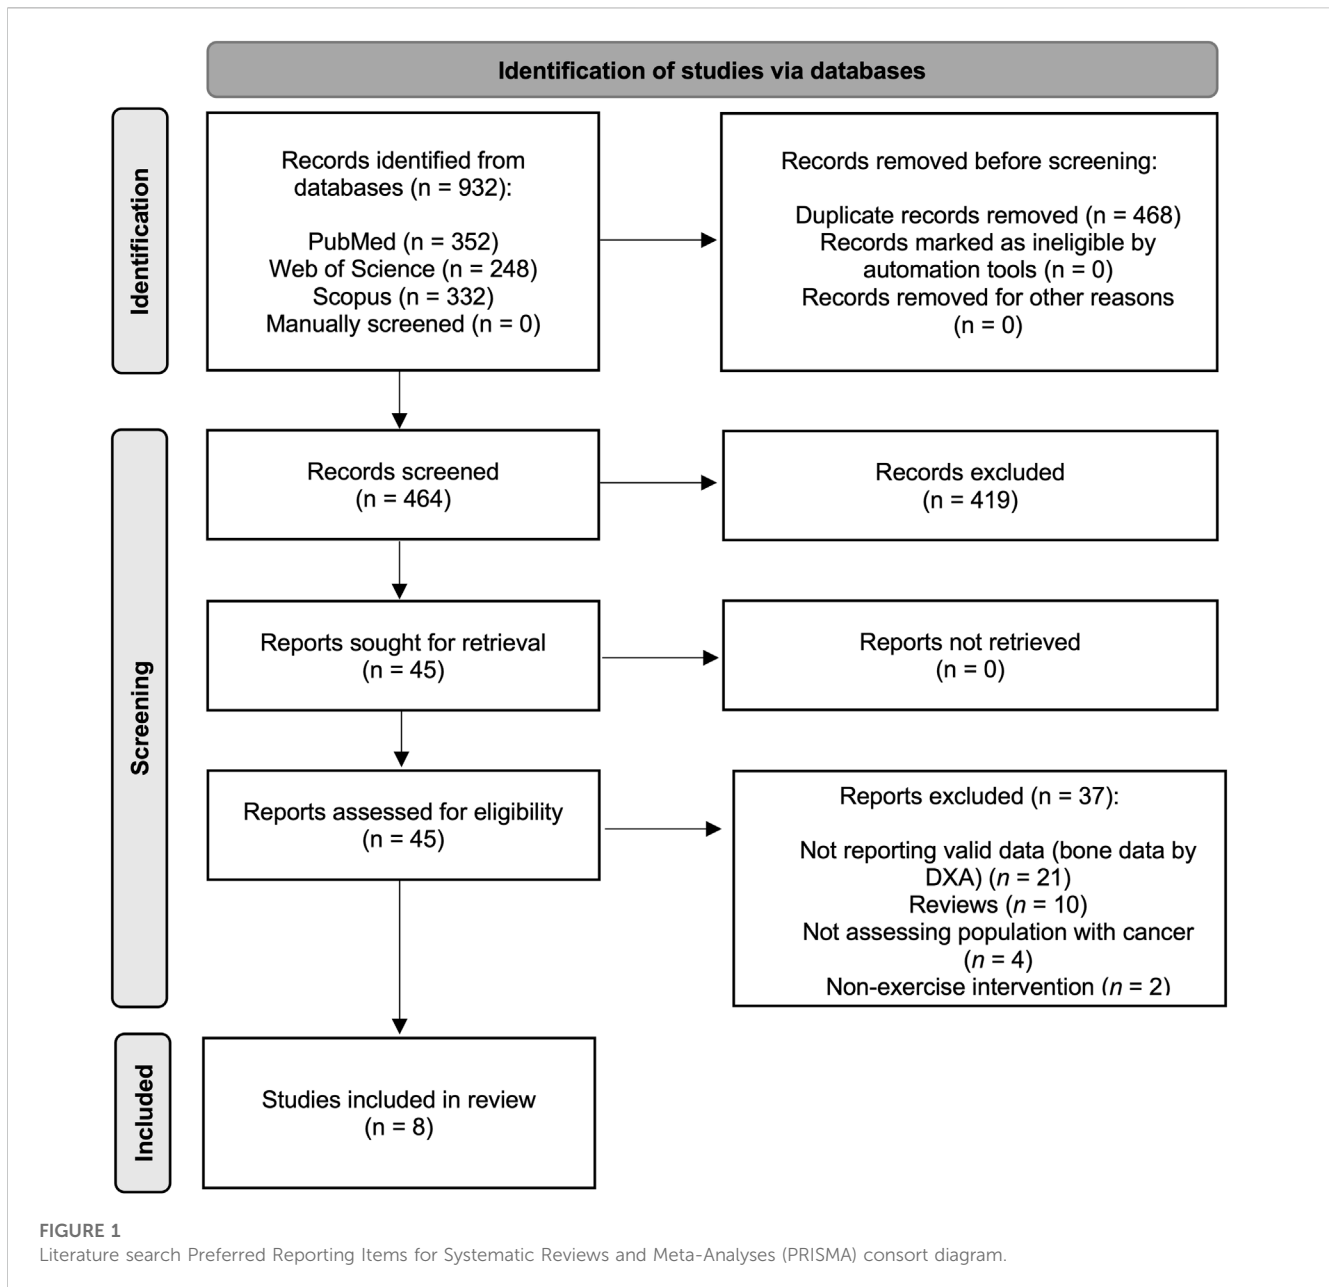 Identification of studies via databases
Identification
Records identified from
databases (n = 932):
PubMed (n = 352)
Web of Science (n = 248)
Scopus (n = 332)
Manually screened (n = 0)
Records removed before screening:
Duplicate records removed (n = 468)
Records marked as ineligible by
automation tools (n = 0)
Records removed for other reasons
(n = 0)
Screening
Records screened
(n = 464)
Records excluded
(n = 419)
Reports sought for retrieval
(n = 45)
Reports not retrieved
(n = 0)
Reports assessed for eligibility
(n = 45)
Reports excluded (n = 37):
Not reporting valid data (bone data by
DXA) (n = 21)
Reviews (n = 10)
Not assessing population with cancer
(n = 4)
Non-exercise intervention (n = 2)
Included
Studies included in review
(n = 8)
FIGURE 1
Literature search Preferred Reporting Items for Systematic Reviews and Meta-Analyses (PRISMA) consort diagram.